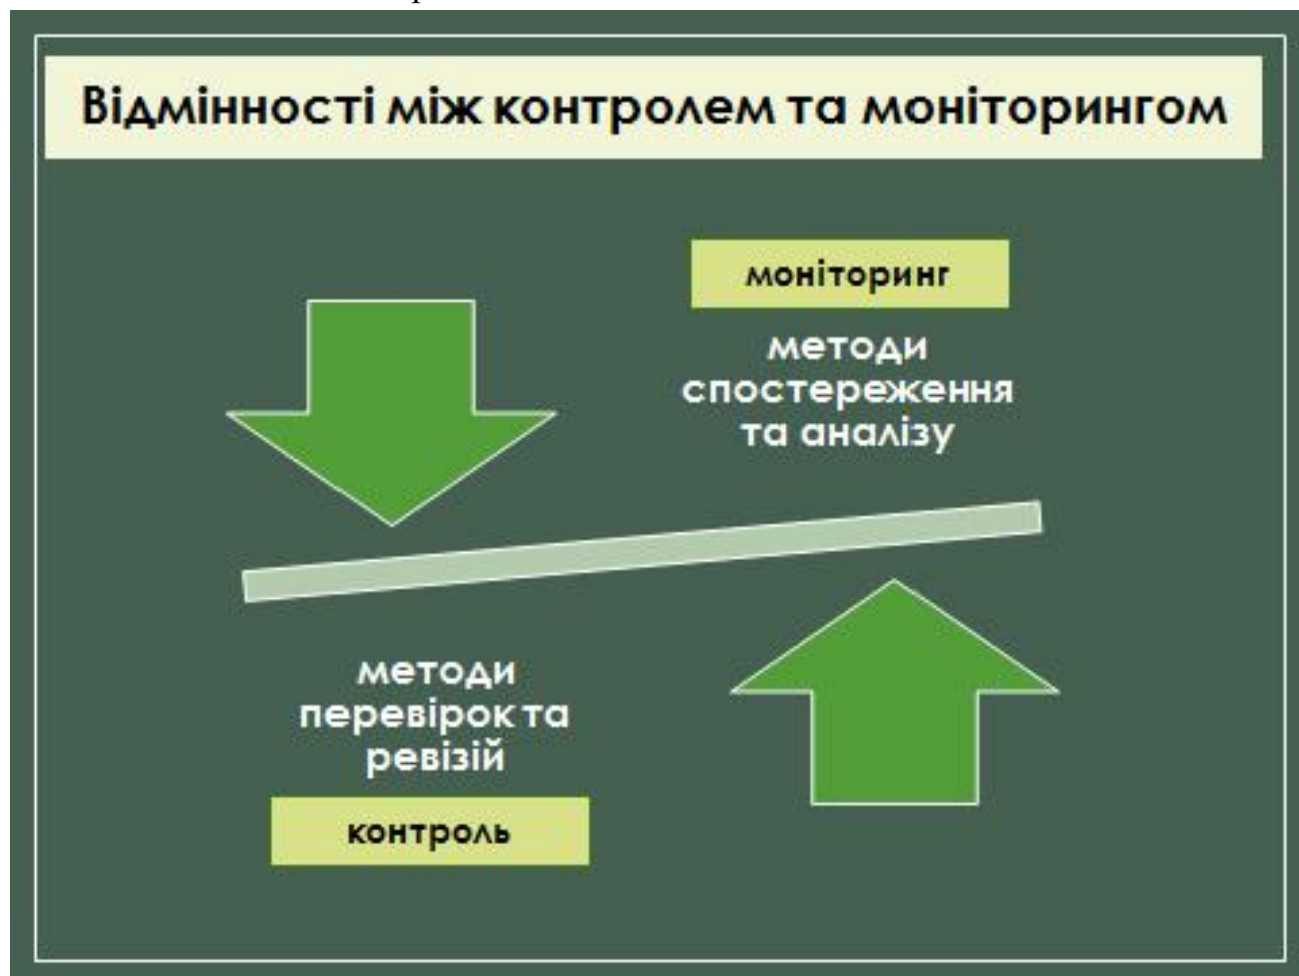 Відмінності між контролем та моніторингом
моніторинг
методи
спостереження
та аналізу
методи
перевірок та
ревізій
контроль